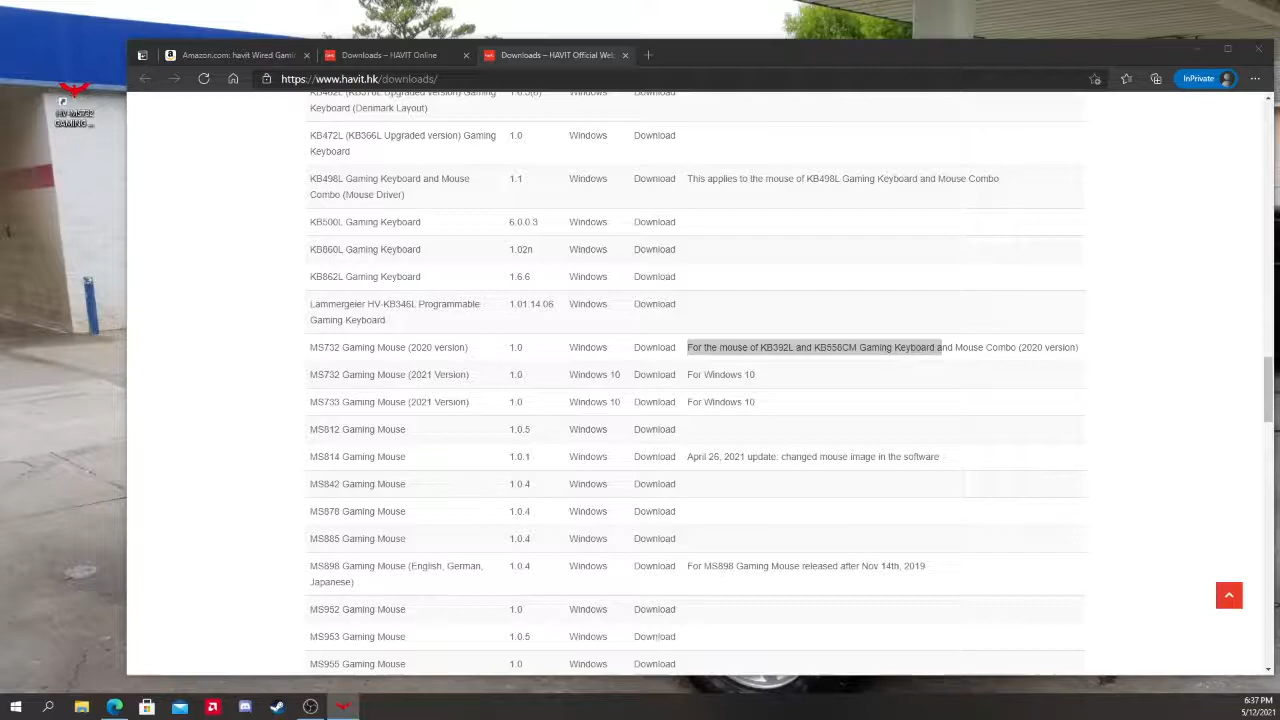 Amazon.com: havit Wired Gami
Downloads – HAVIT Online
Downloads – HAVIT Official Web
https://www.havit.hk/downloads/
InPrivate
HV-MS732
GAMING ...
KB462L (KB378L Upgraded version) Gaming
Keyboard (Denmark Layout)
KB472L (KB366L Upgraded version) Gaming
Keyboard
1.0 Windows Download
KB498L Gaming Keyboard and Mouse
Combo (Mouse Driver)
1.1 Windows Download This applies to the mouse of KB498L Gaming Keyboard and Mouse Combo
KB500L Gaming Keyboard 6.0.0.3 Windows Download
KB860L Gaming Keyboard 1.02n Windows Download
KB862L Gaming Keyboard 1.6.6 Windows Download
Lammergeier HV-KB346L Programmable
Gaming Keyboard
1.01.14.06 Windows Download
MS732 Gaming Mouse (2020 version) 1.0 Windows Download For the mouse of KB392L and KB558CM Gaming Keyboard and Mouse Combo (2020 version)
MS732 Gaming Mouse (2021 Version) 1.0 Windows 10 Download For Windows 10
MS733 Gaming Mouse (2021 Version) 1.0 Windows 10 Download For Windows 10
MS812 Gaming Mouse 1.0.5 Windows Download
MS814 Gaming Mouse 1.0.1 Windows Download April 26, 2021 update: changed mouse image in the software
MS842 Gaming Mouse 1.0.4 Windows Download
MS878 Gaming Mouse 1.0.4 Windows Download
MS885 Gaming Mouse 1.0.4 Windows Download
MS898 Gaming Mouse (English, German,
Japanese)
1.0.4 Windows Download For MS898 Gaming Mouse released after Nov 14th, 2019
MS952 Gaming Mouse 1.0 Windows Download
MS953 Gaming Mouse 1.0.5 Windows Download
MS955 Gaming Mouse 1.0 Windows Download
6:37 PM
5/12/2021